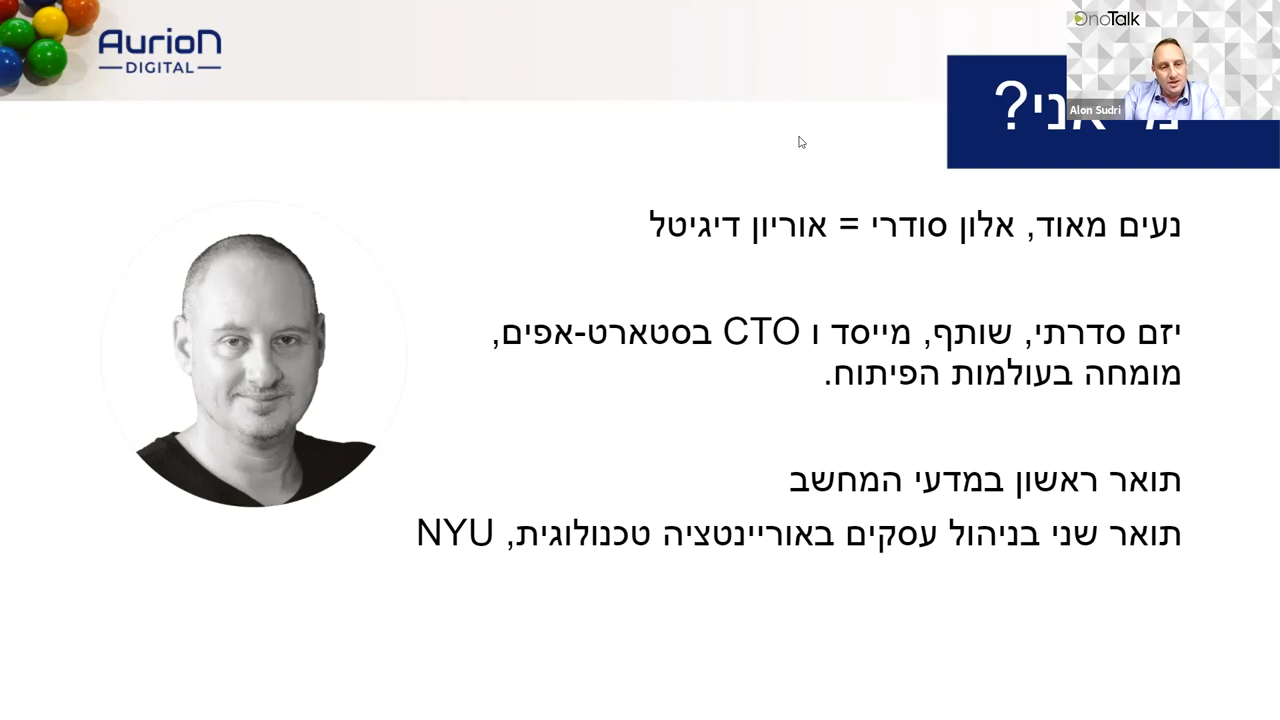 AurioN
DIGITAL
OnoTalk
Alon Sudri
אני?
נעים מאוד, אלון סודרי = אוריון דיגיטל
יזם סדרתי, שותף, מייסד ו CTO בסטארט-אפים,
מומחה בעולמות הפיתוח.
תואר ראשון במדעי המחשב
תואר שני בניהול עסקים באוריינטציה טכנולוגית, NYU